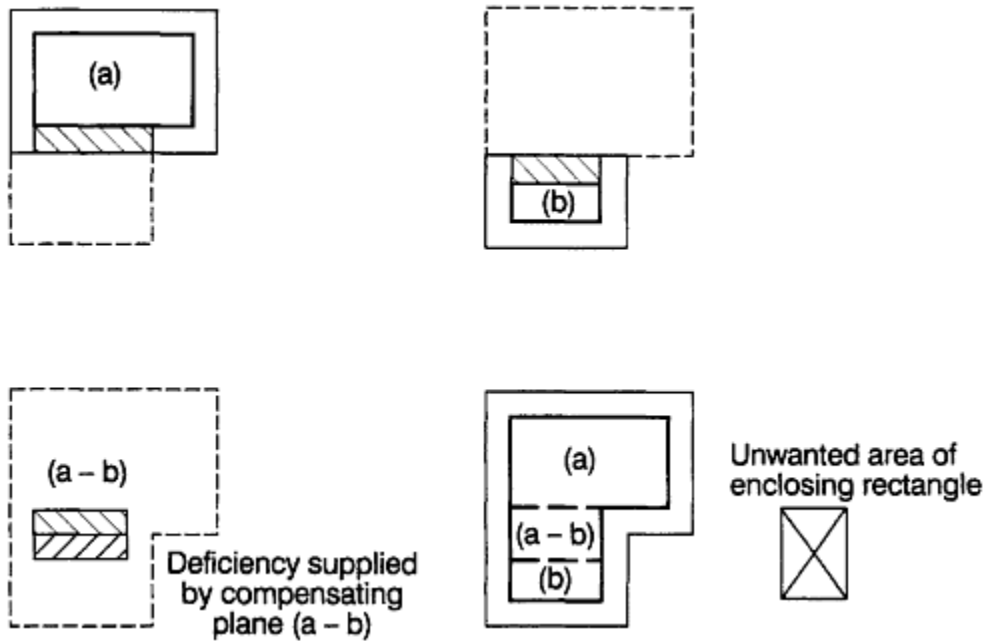 (a)
(b)
(a – b)
Deficiency supplied
by compensating
plane (a – b)
(a)
(a – b)
(b)
Unwanted area of
enclosing rectangle